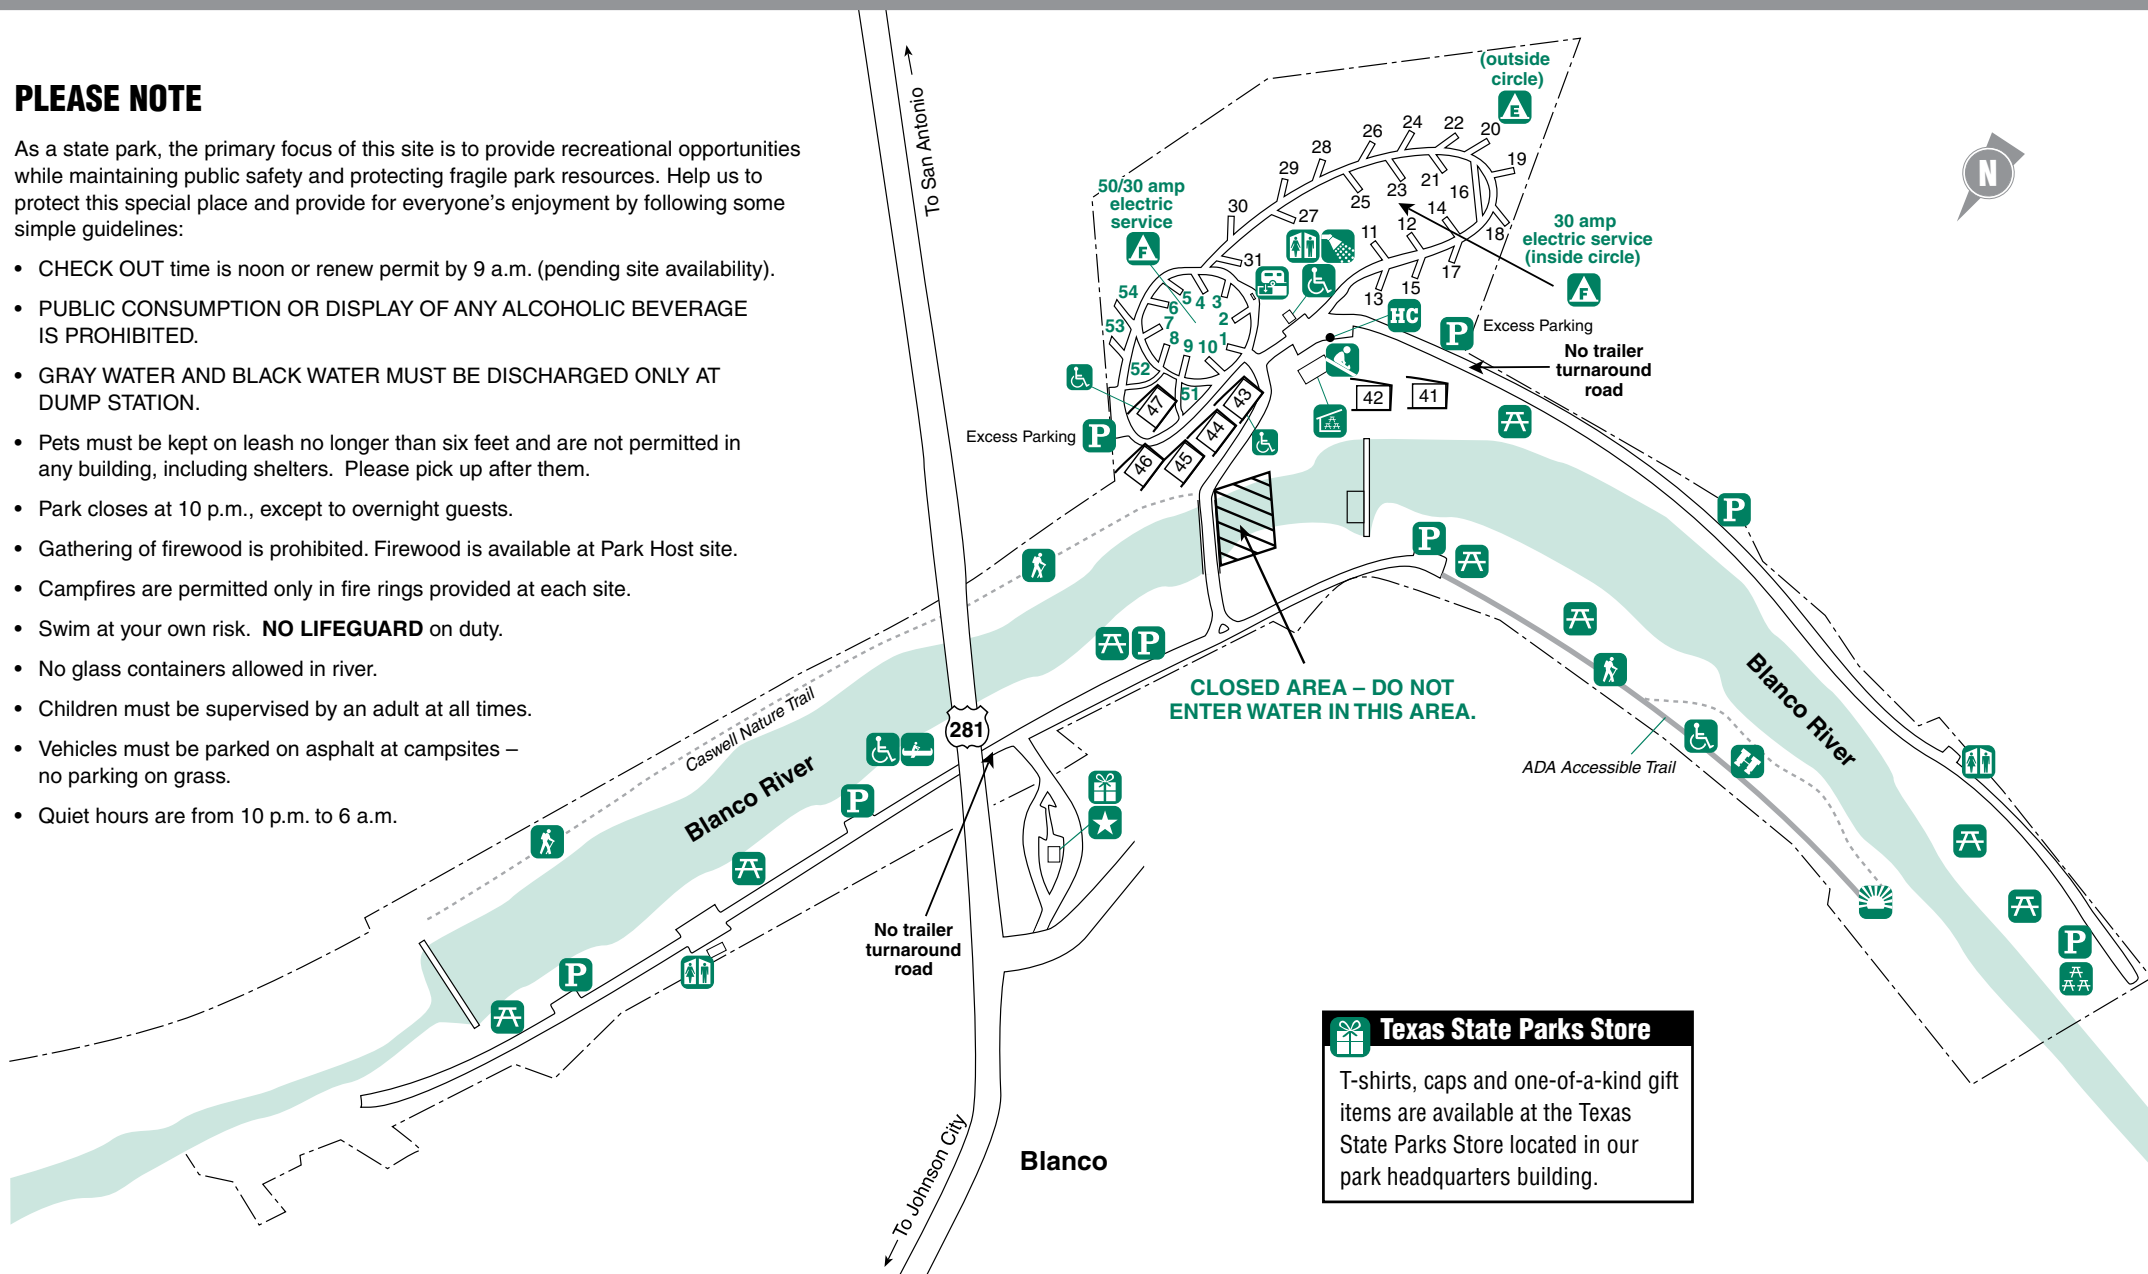 PLEASE NOTE
As a state park, the primary focus of this site is to provide recreational opportunities
while maintaining public safety and protecting fragile park resources. Help us to
protect this special place and provide for everyone's enjoyment by following some
simple guidelines:
• CHECK OUT time is noon or renew permit by 9 a.m. (pending site availability).
• PUBLIC CONSUMPTION OR DISPLAY OF ANY ALCOHOLIC BEVERAGE
IS PROHIBITED.
• GRAY WATER AND BLACK WATER MUST BE DISCHARGED ONLY AT
DUMP STATION.
• Pets must be kept on leash no longer than six feet and are not permitted in
any building, including shelters.  Please pick up after them.
• Park closes at 10 p.m., except to overnight guests.
• Gathering of firewood is prohibited. Firewood is available at Park Host site.
• Campfires are permitted only in fire rings provided at each site.
• Swim at your own risk.  NO LIFEGUARD on duty.
• No glass containers allowed in river.
• Children must be supervised by an adult at all times.
• Vehicles must be parked on asphalt at campsites –
no parking on grass.
• Quiet hours are from 10 p.m. to 6 a.m.
To San Antonio
(outside
circle)
E
N
50/30 amp
electric
service
F
30 amp
electric service
(inside circle)
F
30
29
28
26
24
22
20
19
27
25
23
21
16
14
12
11
18
17
15
13
31
54
53
52
51
5
4
3
6
2
7
1
8
9
10
HC
P
Excess Parking
No trailer
turnaround
road
47
43
44
45
46
42
41
Excess Parking
P
P
P
P
CLOSED AREA – DO NOT
ENTER WATER IN THIS AREA.
Caswell Nature Trail
Blanco River
281
P
P
No trailer
turnaround
road
Blanco River
ADA Accessible Trail
P
To Johnson City
Blanco
Texas State Parks Store
T-shirts, caps and one-of-a-kind gift
items are available at the Texas
State Parks Store located in our
park headquarters building.